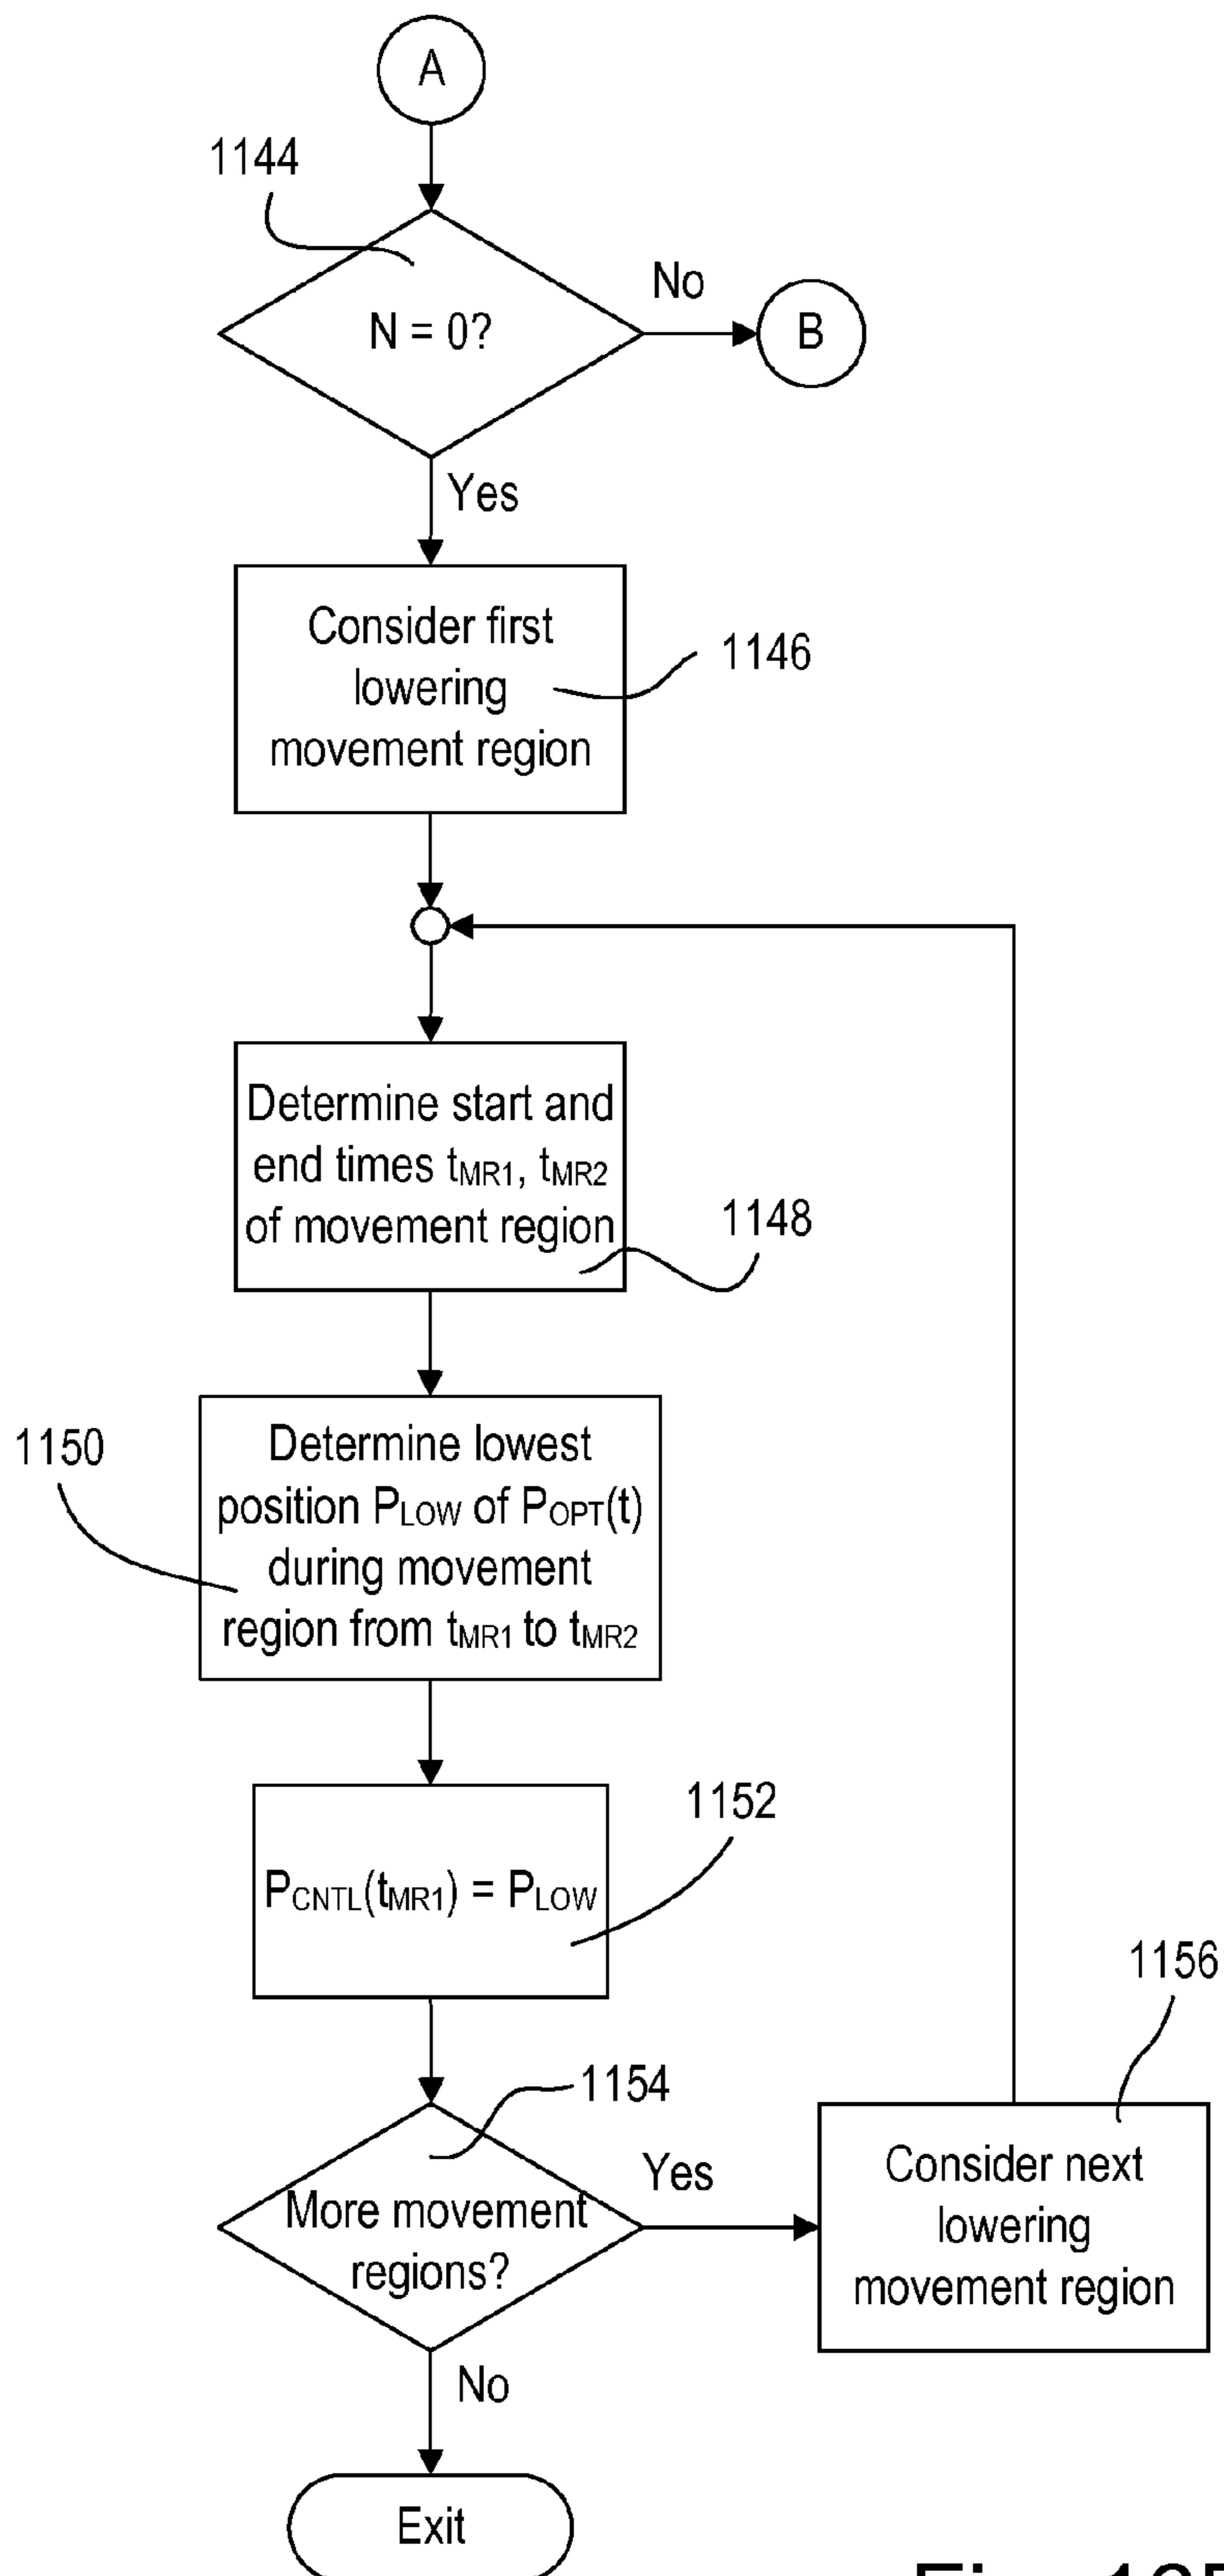 A
1144
N = 0?
No
B
Yes
Consider first
lowering
movement region
1146
Determine start and
end times tMR1, tMR2
of movement region
1148
1150
Determine lowest
position PLOW of POPT(t)
during movement
region from tMR1 to tMR2
1152
PCNTL(tMR1) = PLOW
1156
1154
More movement
regions?
Yes
Consider next
lowering
movement region
No
Exit